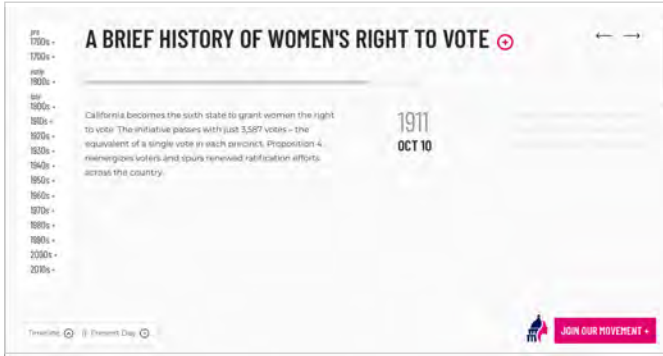 A BRIEF HISTORY OF WOMEN'S RIGHT TO VOTE +
← →
pre
1700s +
1700s +
1800s +
1900s +
1910s +
1920s +
1930s +
1940s +
1950s +
1960s +
1970s +
1980s +
1990s +
2000s +
2010s +
California becomes the sixth state to grant women the right
to vote. The initiative passes with just 3,587 votes – the
equivalent of a single vote in each precinct. Proposition 4
reenergizes voters and spurs renewed ratification efforts
across the country.
1911
OCT 10
Timeline
Present Day
JOIN OUR MOVEMENT +